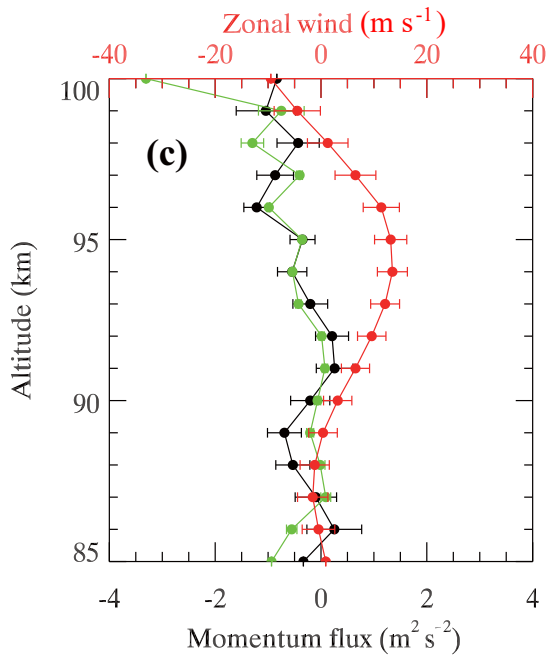 Zonal wind (m s-1)
-40 -20 0 20 40
(c)
100
95
90
85
Altitude (km)
-4 -2 0 2 4
Momentum flux (m2 s-2)